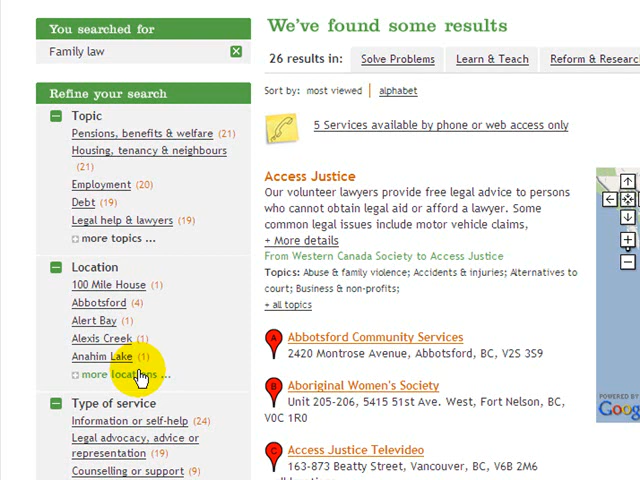 You searched for
Family law
Refine your search
Topic
Pensions, benefits & welfare (21)
Housing, tenancy & neighbours
(21)
Employment (20)
Debt (19)
Legal help & lawyers (19)
more topics ...
Location
100 Mile House (1)
Abbotsford (4)
Alert Bay (1)
Alexis Creek (1)
Anahim Lake (1)
more locations ...
Type of service
Information or self-help (24)
Legal advocacy, advice or
representation (19)
Counselling or support (9)
We've found some results
26 results in: Solve Problems Learn & Teach Reform & Researc
Sort by: most viewed alphabet
5 Services available by phone or web access only
Access Justice
Our volunteer lawyers provide free legal advice to persons
who cannot obtain legal aid or afford a lawyer. Some
common legal issues include motor vehicle claims,
+ More details
From Western Canada Society to Access Justice
Topics: Abuse & family violence; Accidents & injuries; Alternatives to
court; Business & non-profits;
+ all topics
A Abbotsford Community Services
2420 Montrose Avenue, Abbotsford, BC, V2S 3S9
B Aboriginal Women's Society
Unit 205-206, 5415 51st Ave. West, Fort Nelson, BC,
V0C 1R0
C Access Justice Televideo
163-873 Beatty Street, Vancouver, BC, V6B 2M6
POWERED BY
Goog